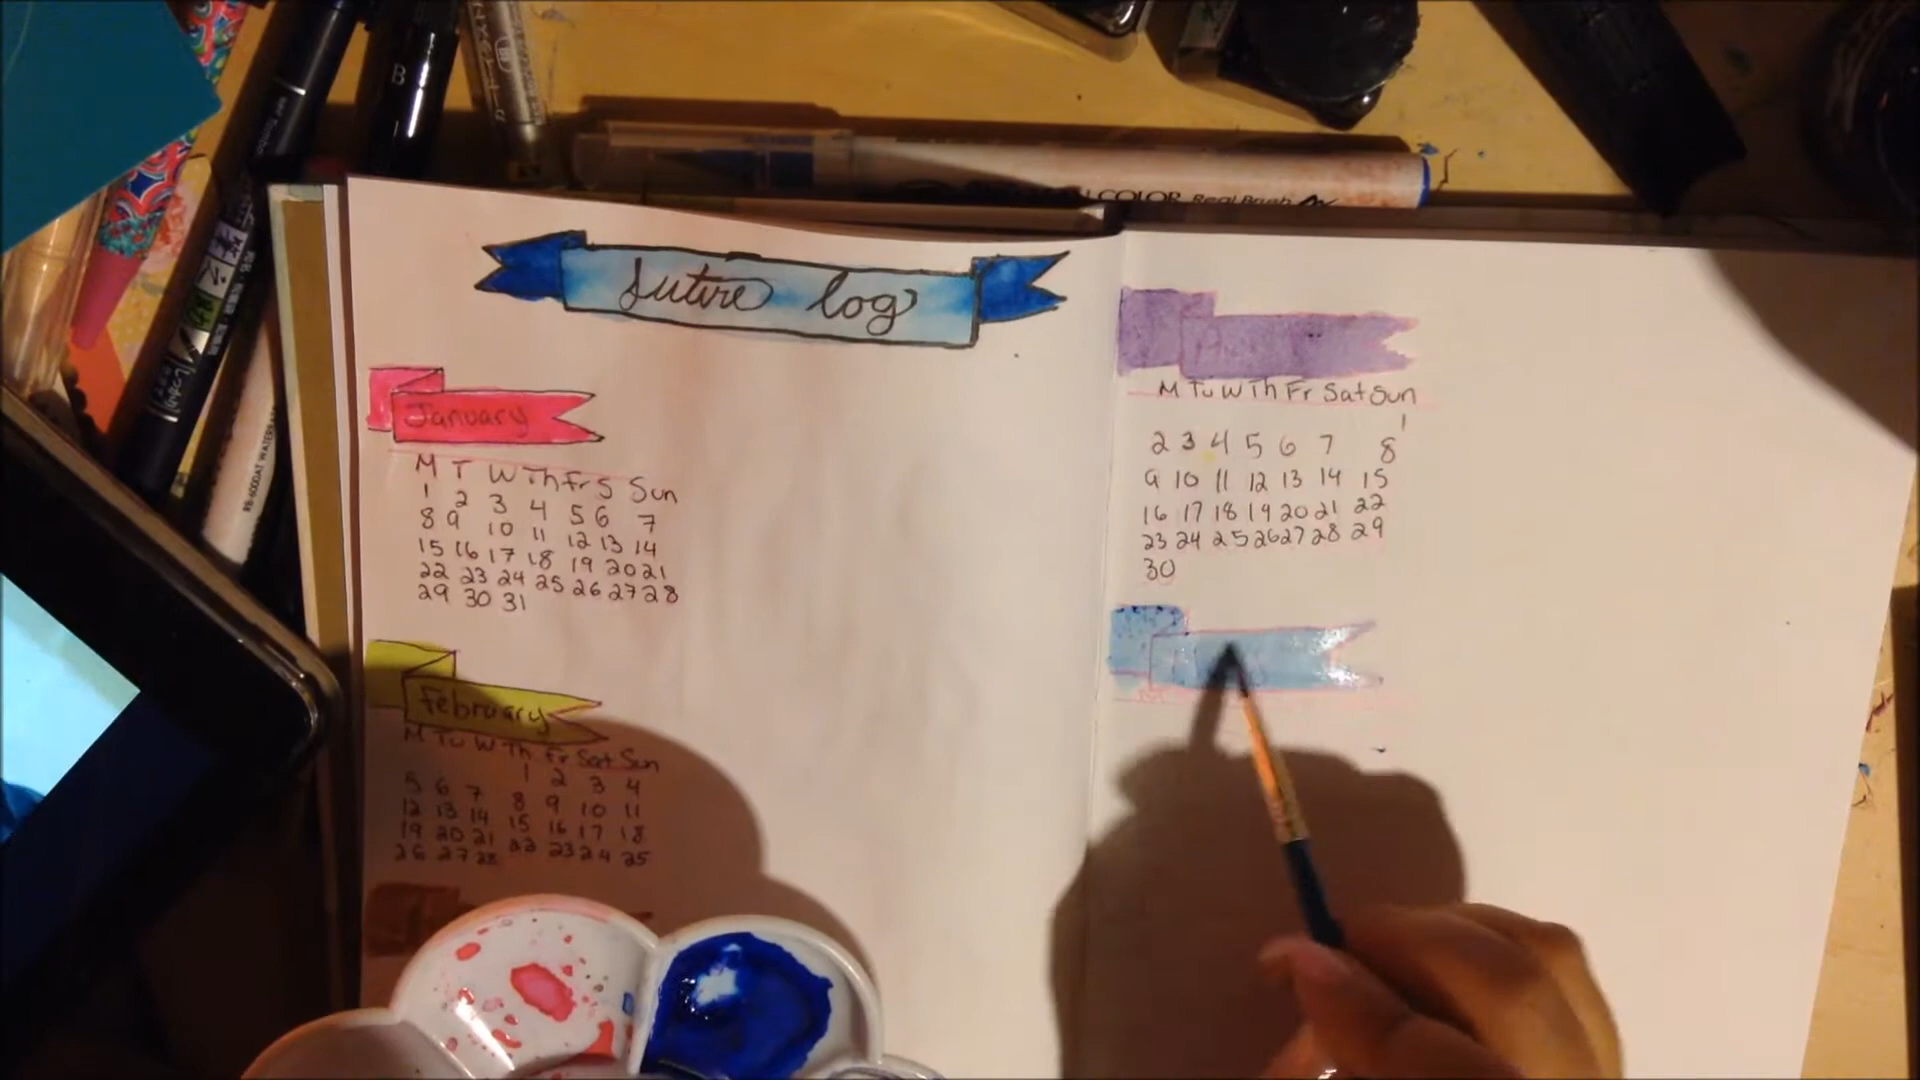 future log
January
M T W Th Fr S Sun
1 2 3 4 5 6 7
8 9 10 11 12 13 14
15 16 17 18 19 20 21
22 23 24 25 26 27 28
29 30 31
February
M Tu W Th Fr Sat Sun
1 2 3 4
5 6 7 8 9 10 11
12 13 14 15 16 17 18
19 20 21 22 23 24 25
26 27 28
M Tu W Th Fr Sat Sun
1
2 3 4 5 6 7 8
9 10 11 12 13 14 15
16 17 18 19 20 21 22
23 24 25 26 27 28 29
30
COLOR Real Brush
B